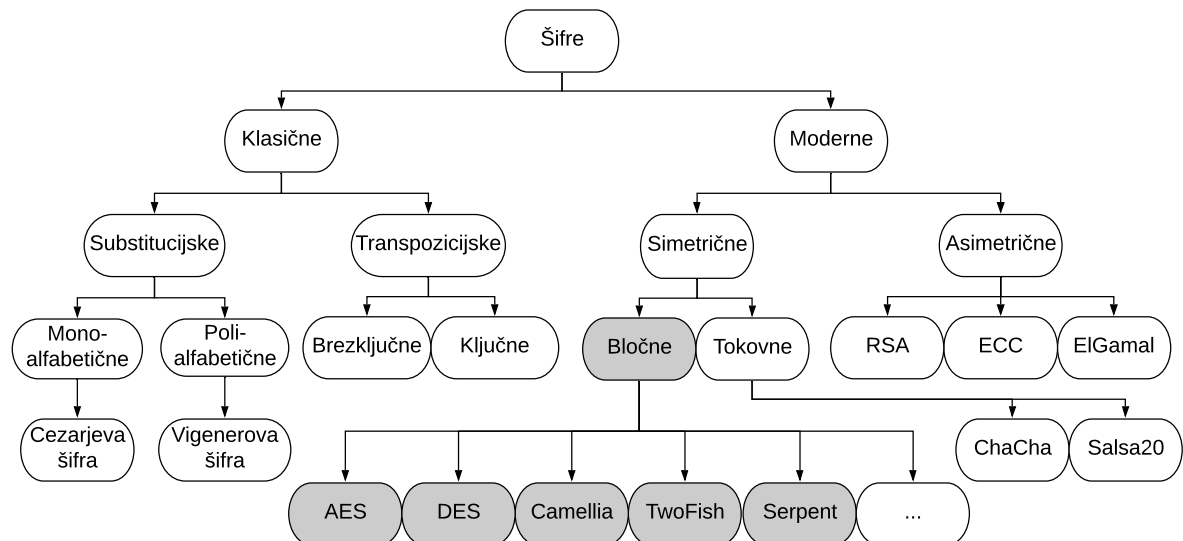 Šifre
Klasične
Moderne
Substitucijske
Transpozicijske
Simetrične
Asimetrične
Mono-
alfabetične
Poli-
alfabetične
Brezključne
Ključne
Bločne
Tokovne
RSA
ECC
ElGamal
Cezarjeva
šifra
Vigenerova
šifra
ChaCha
Salsa20
AES
DES
Camellia
TwoFish
Serpent
...